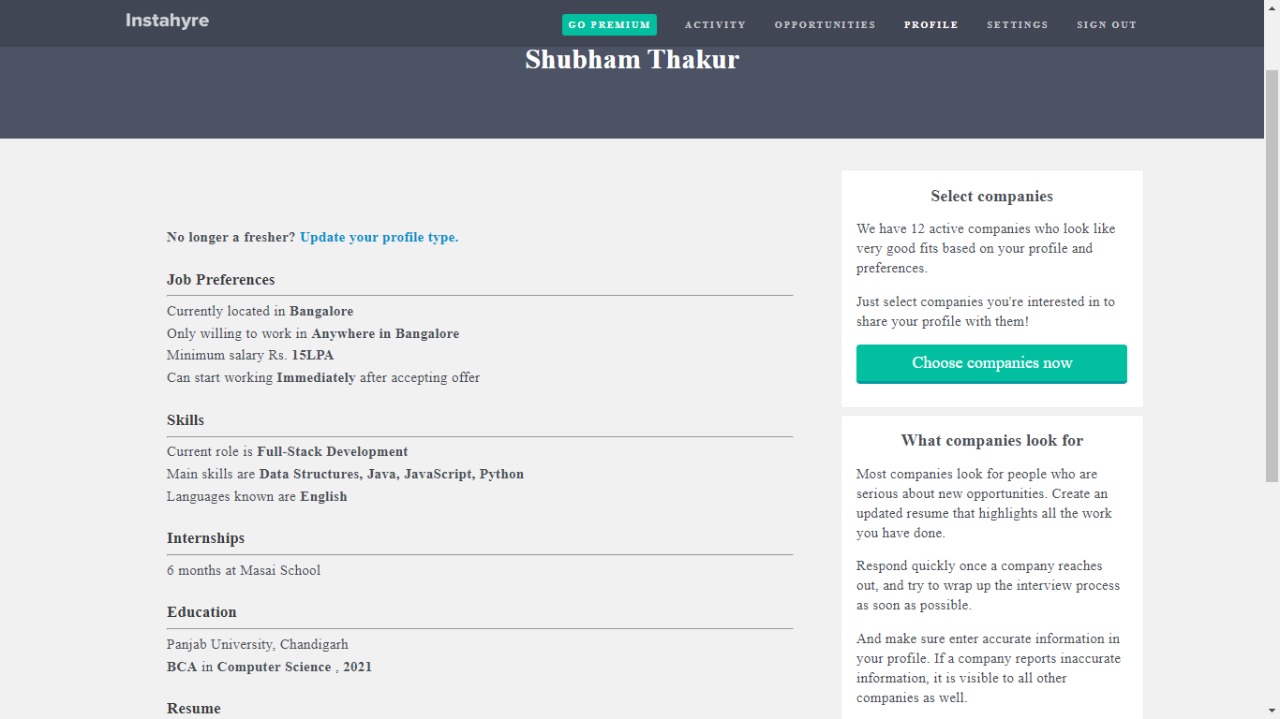 Instahyre
GO PREMIUM
ACTIVITY
OPPORTUNITIES
PROFILE
SETTINGS
SIGN OUT
Shubham Thakur
No longer a fresher? Update your profile type.
Job Preferences
Currently located in Bangalore
Only willing to work in Anywhere in Bangalore
Minimum salary Rs. 15LPA
Can start working Immediately after accepting offer
Skills
Current role is Full-Stack Development
Main skills are Data Structures, Java, JavaScript, Python
Languages known are English
Internships
6 months at Masai School
Education
Panjab University, Chandigarh
BCA in Computer Science , 2021
Resume
Select companies
We have 12 active companies who look like
very good fits based on your profile and
preferences.
Just select companies you're interested in to
share your profile with them!
Choose companies now
What companies look for
Most companies look for people who are
serious about new opportunities. Create an
updated resume that highlights all the work
you have done.
Respond quickly once a company reaches
out, and try to wrap up the interview process
as soon as possible.
And make sure enter accurate information in
your profile. If a company reports inaccurate
information, it is visible to all other
companies as well.